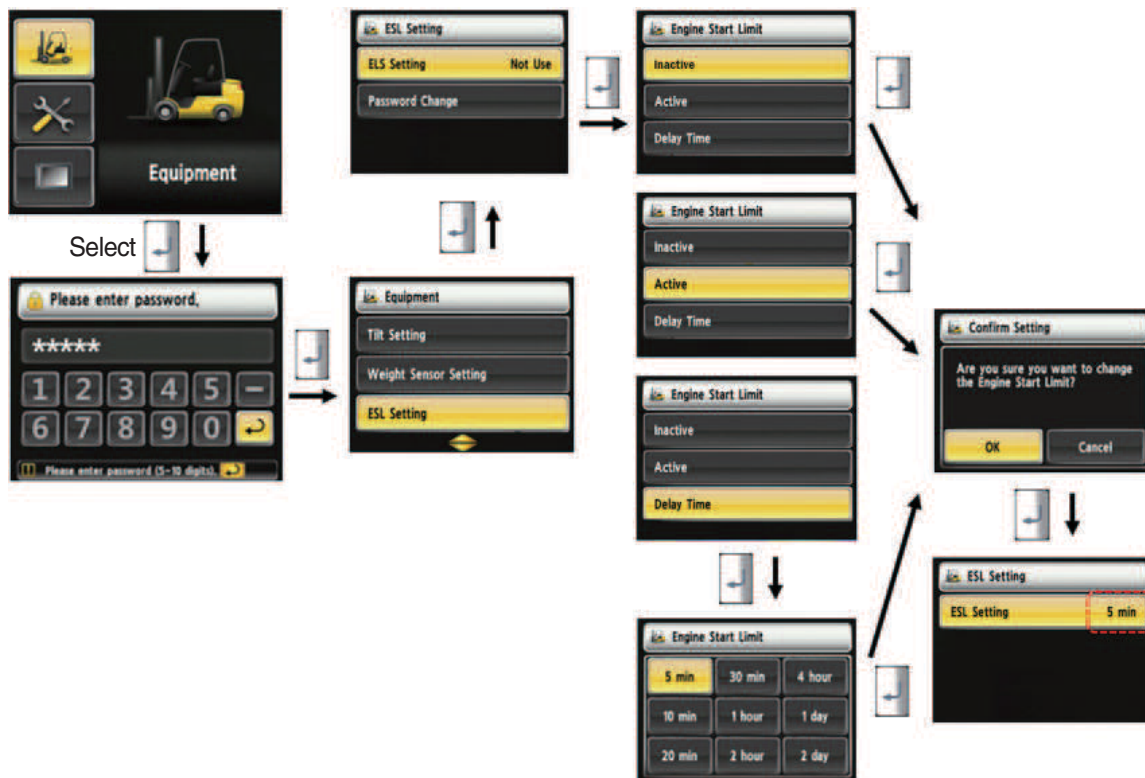 Equipment
Select
Please enter password.
*****
1 2 3 4 5 -
6 7 8 9 0
Please enter password (5-10 digits).
Equipment
Tilt Setting
Weight Sensor Setting
ESL Setting
ESL Setting
ELS Setting Not Use
Password Change
Engine Start Limit
Inactive
Active
Delay Time
Engine Start Limit
Inactive
Active
Delay Time
Engine Start Limit
Inactive
Active
Delay Time
Engine Start Limit
5 min 30 min 4 hour
10 min 1 hour 1 day
20 min 2 hour 2 day
Confirm Setting
Are you sure you want to change
the Engine Start Limit?
OK Cancel
ESL Setting
ESL Setting 5 min